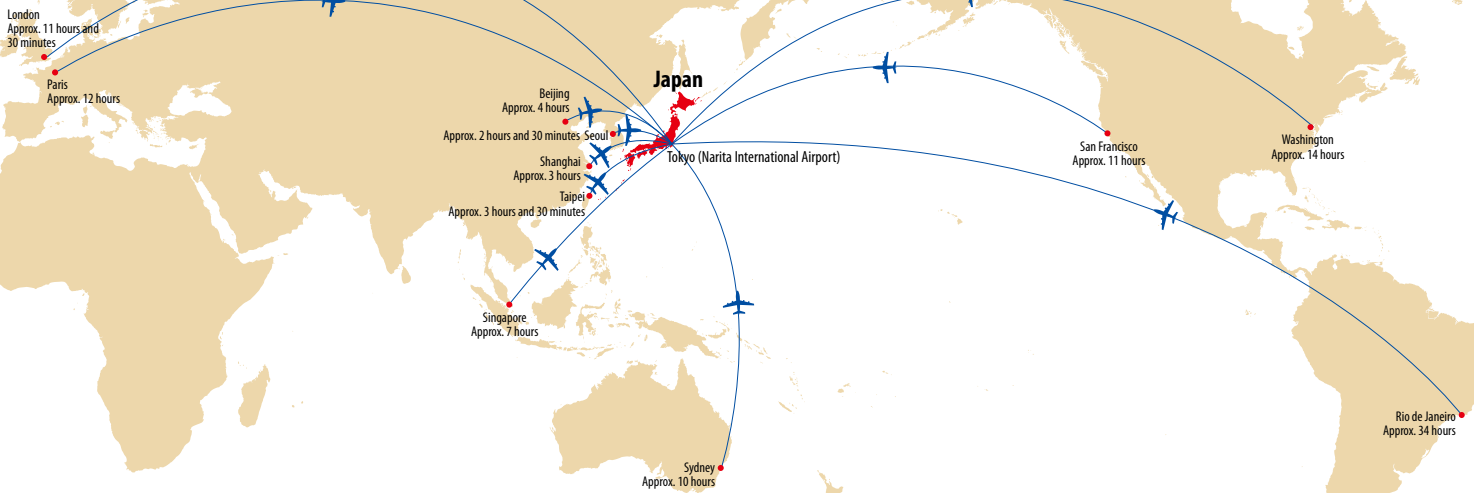 London
Approx. 11 hours and
30 minutes
Paris
Approx. 12 hours
Beijing
Approx. 4 hours
Approx. 2 hours and 30 minutes Seoul
Shanghai
Approx. 3 hours
Taipei
Approx. 3 hours and 30 minutes
Singapore
Approx. 7 hours
Japan
Tokyo (Narita International Airport)
Sydney
Approx. 10 hours
San Francisco
Approx. 11 hours
Washington
Approx. 14 hours
Rio de Janeiro
Approx. 34 hours